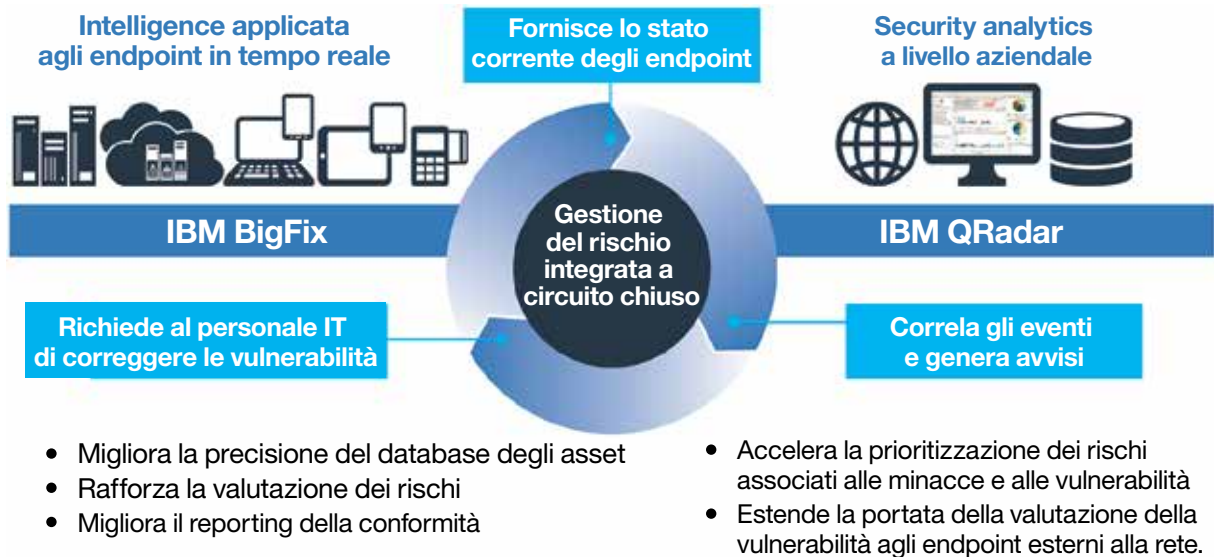 Intelligence applicata
agli endpoint in tempo reale
Fornisce lo stato
corrente degli endpoint
Security analytics
a livello aziendale
IBM BigFix
Gestione
del rischio
integrata a
circuito chiuso
IBM QRadar
Richiede al personale IT
di correggere le vulnerabilità
Correla gli eventi
e genera avvisi
• Migliora la precisione del database degli asset
• Rafforza la valutazione dei rischi
• Migliora il reporting della conformità
• Accelera la prioritizzazione dei rischi
associati alle minacce e alle vulnerabilità
• Estende la portata della valutazione della
vulnerabilità agli endpoint esterni alla rete.